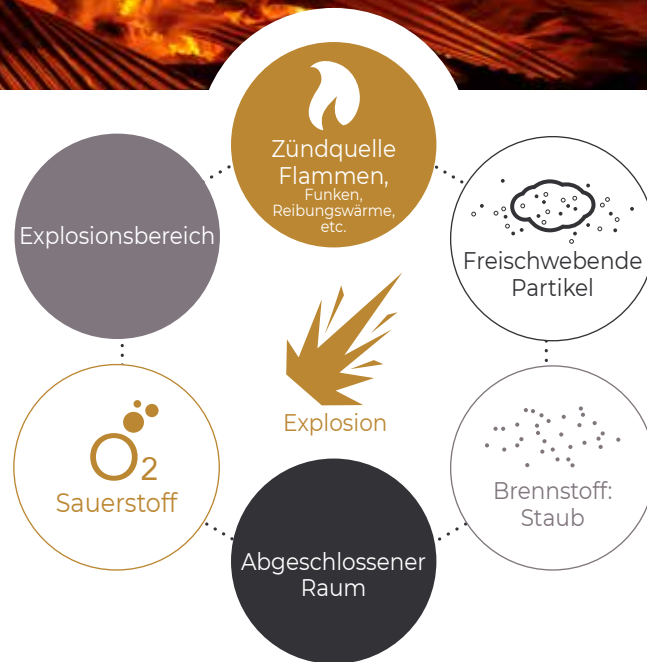 Zündquelle
Flammen,
Funken,
Reibungswärme,
etc.
Explosionsbereich
Freischwebende
Partikel
Explosion
O2
Sauerstoff
Brennstoff:
Staub
Abgeschlossener
Raum